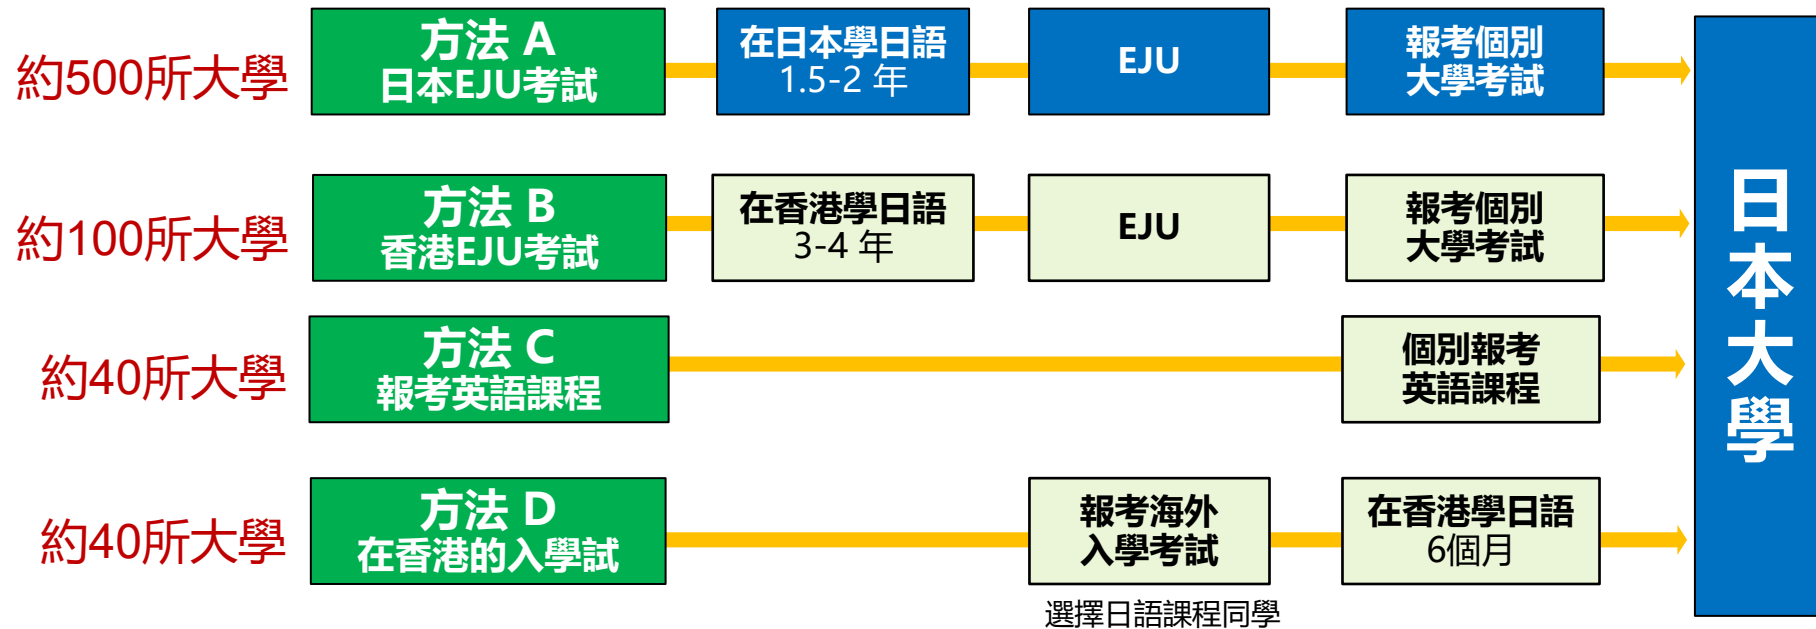 約500所大學
方法 A
日本EJU考試
在日本學日語
1.5-2 年
EJU
報考個別
大學考試
約100所大學
方法 B
香港EJU考試
在香港學日語
3-4 年
EJU
報考個別
大學考試
約40所大學
方法 C
報考英語課程
個別報考
英語課程
約40所大學
方法 D
在香港的入學試
報考海外
入學考試
選擇日語課程同學
在香港學日語
6個月
日本大學